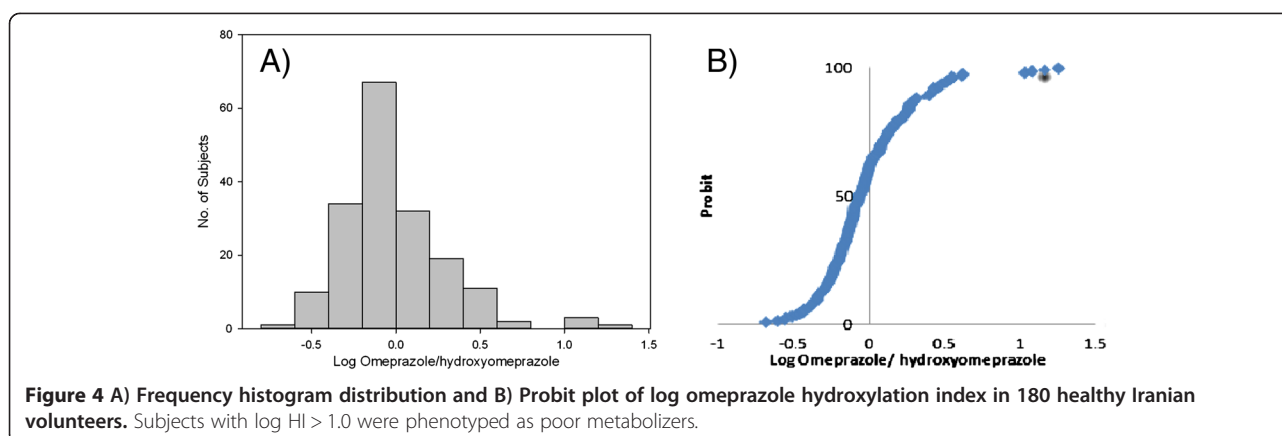 A)
80
60
40
20
0
No. of Subjects
-0.5
0.0
0.5
1.0
1.5
Log Omeprazole/hydroxyomeprazole
B)
100
50
0
Probit
-1
-0.5
0
0.5
1
1.5
Log Omeprazole/ hydroxyomeprazole
Figure 4 A) Frequency histogram distribution and B) Probit plot of log omeprazole hydroxylation index in 180 healthy Iranian
volunteers. Subjects with log HI > 1.0 were phenotyped as poor metabolizers.